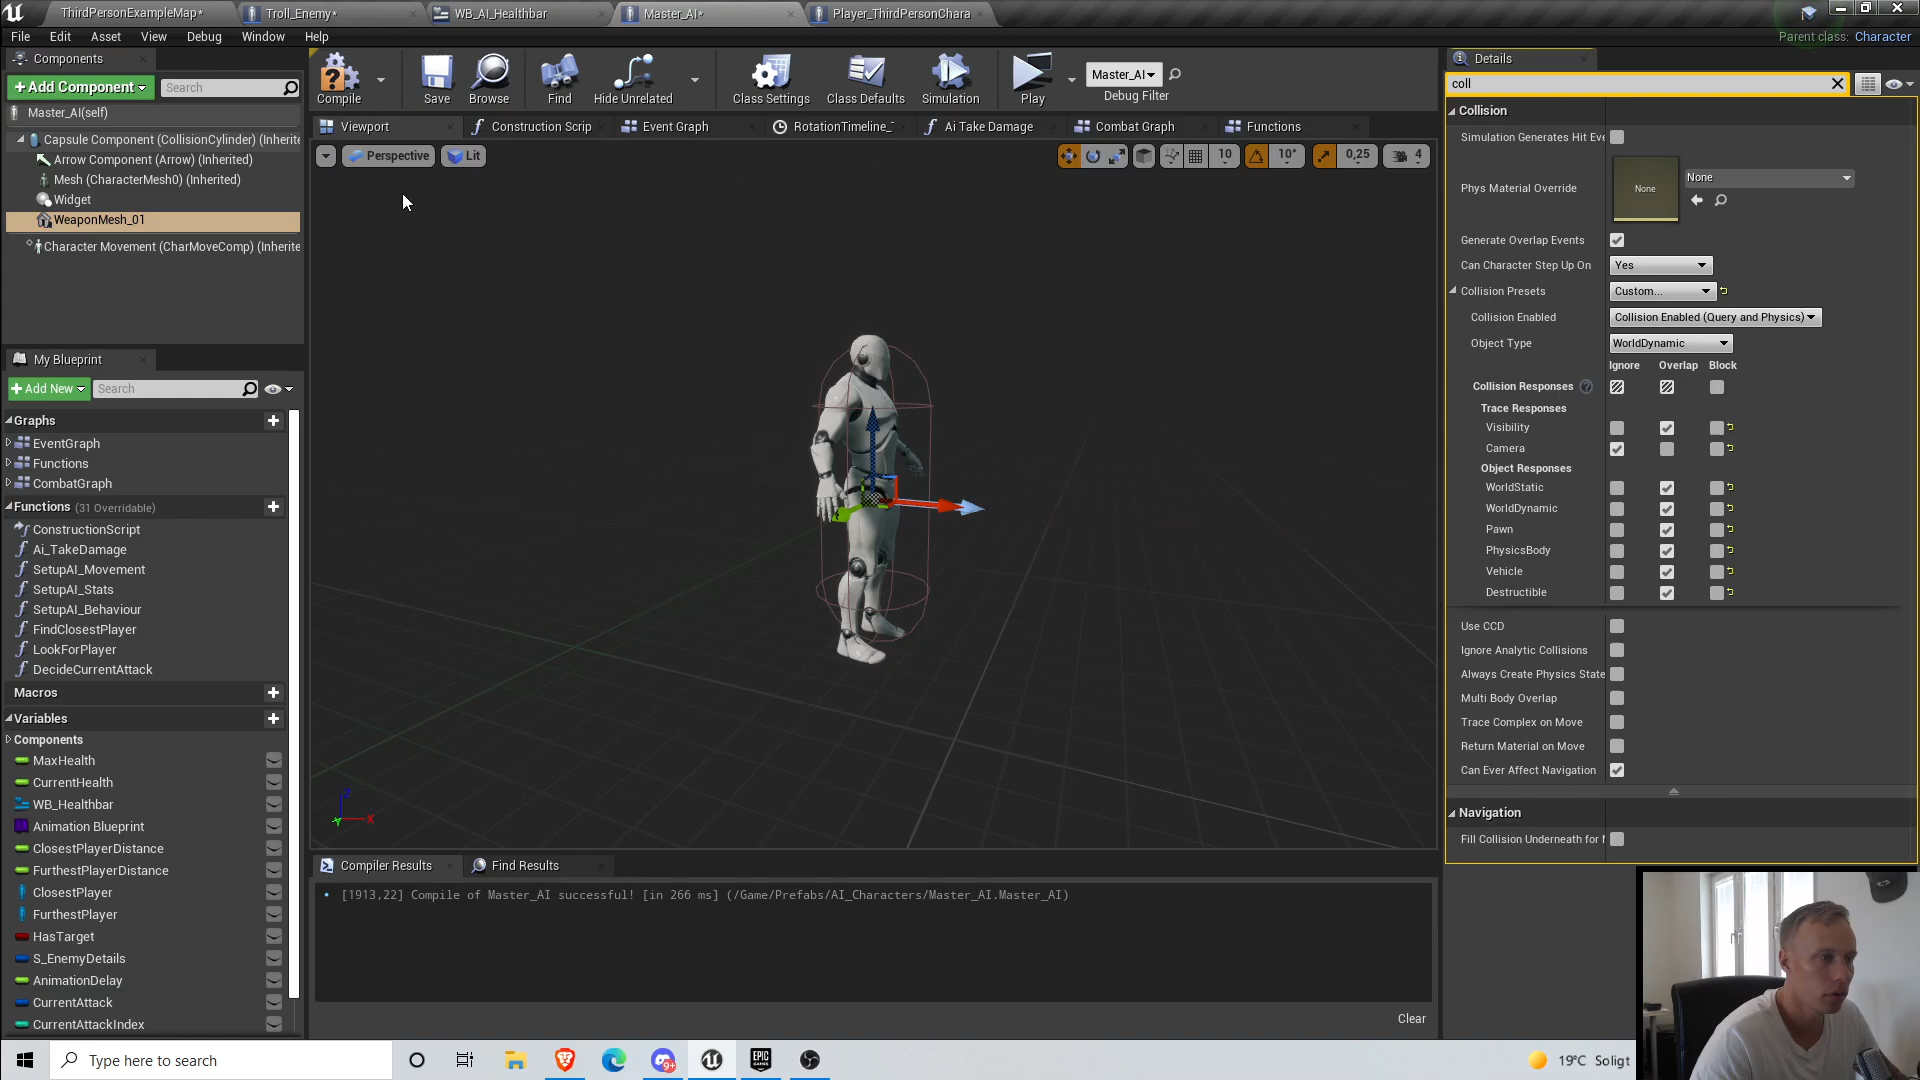 ThirdPersonExampleMap*
Troll_Enemy*
WB_AI_Healthbar
Master_AI*
Player_ThirdPersonChara
File Edit Asset View Debug Window Help
Parent class: Character
Components
+Add Component
Search
Master_AI(self)
Capsule Component (CollisionCylinder) (Inherite
Arrow Component (Arrow) (Inherited)
Mesh (CharacterMesh0) (Inherited)
Widget
WeaponMesh_01
Character Movement (CharMoveComp) (Inherite
My Blueprint
+Add New
Search
Graphs
EventGraph
Functions
CombatGraph
Functions (31 Overridable)
ConstructionScript
Ai_TakeDamage
SetupAI_Movement
SetupAI_Stats
SetupAI_Behaviour
FindClosestPlayer
LookForPlayer
DecideCurrentAttack
Macros
Variables
Components
MaxHealth
CurrentHealth
WB_Healthbar
Animation Blueprint
ClosestPlayerDistance
FurthestPlayerDistance
ClosestPlayer
FurthestPlayer
HasTarget
S_EnemyDetails
AnimationDelay
CurrentAttack
CurrentAttackIndex
Compile
Save
Browse
Find
Hide Unrelated
Class Settings
Class Defaults
Simulation
Play
Master_AI
Debug Filter
Viewport
Construction Scrip
Event Graph
RotationTimeline_
Ai Take Damage
Combat Graph
Functions
Perspective
Lit
10
10°
0,25
4
Z
X
Y
Compiler Results
Find Results
[1913,22] Compile of Master_AI successful! [in 266 ms] (/Game/Prefabs/AI_Characters/Master_AI.Master_AI)
Clear
Details
coll
Collision
Simulation Generates Hit Eve
Phys Material Override
None
None
Generate Overlap Events
Can Character Step Up On
Yes
Collision Presets
Custom...
Collision Enabled
Collision Enabled (Query and Physics)
Object Type
WorldDynamic
Ignore Overlap Block
Collision Responses
Trace Responses
Visibility
Camera
Object Responses
WorldStatic
WorldDynamic
Pawn
PhysicsBody
Vehicle
Destructible
Use CCD
Ignore Analytic Collisions
Always Create Physics State
Multi Body Overlap
Trace Complex on Move
Return Material on Move
Can Ever Affect Navigation
Navigation
Fill Collision Underneath for N
Type here to search
9+
EPIC
GAMES
19°C Soligt